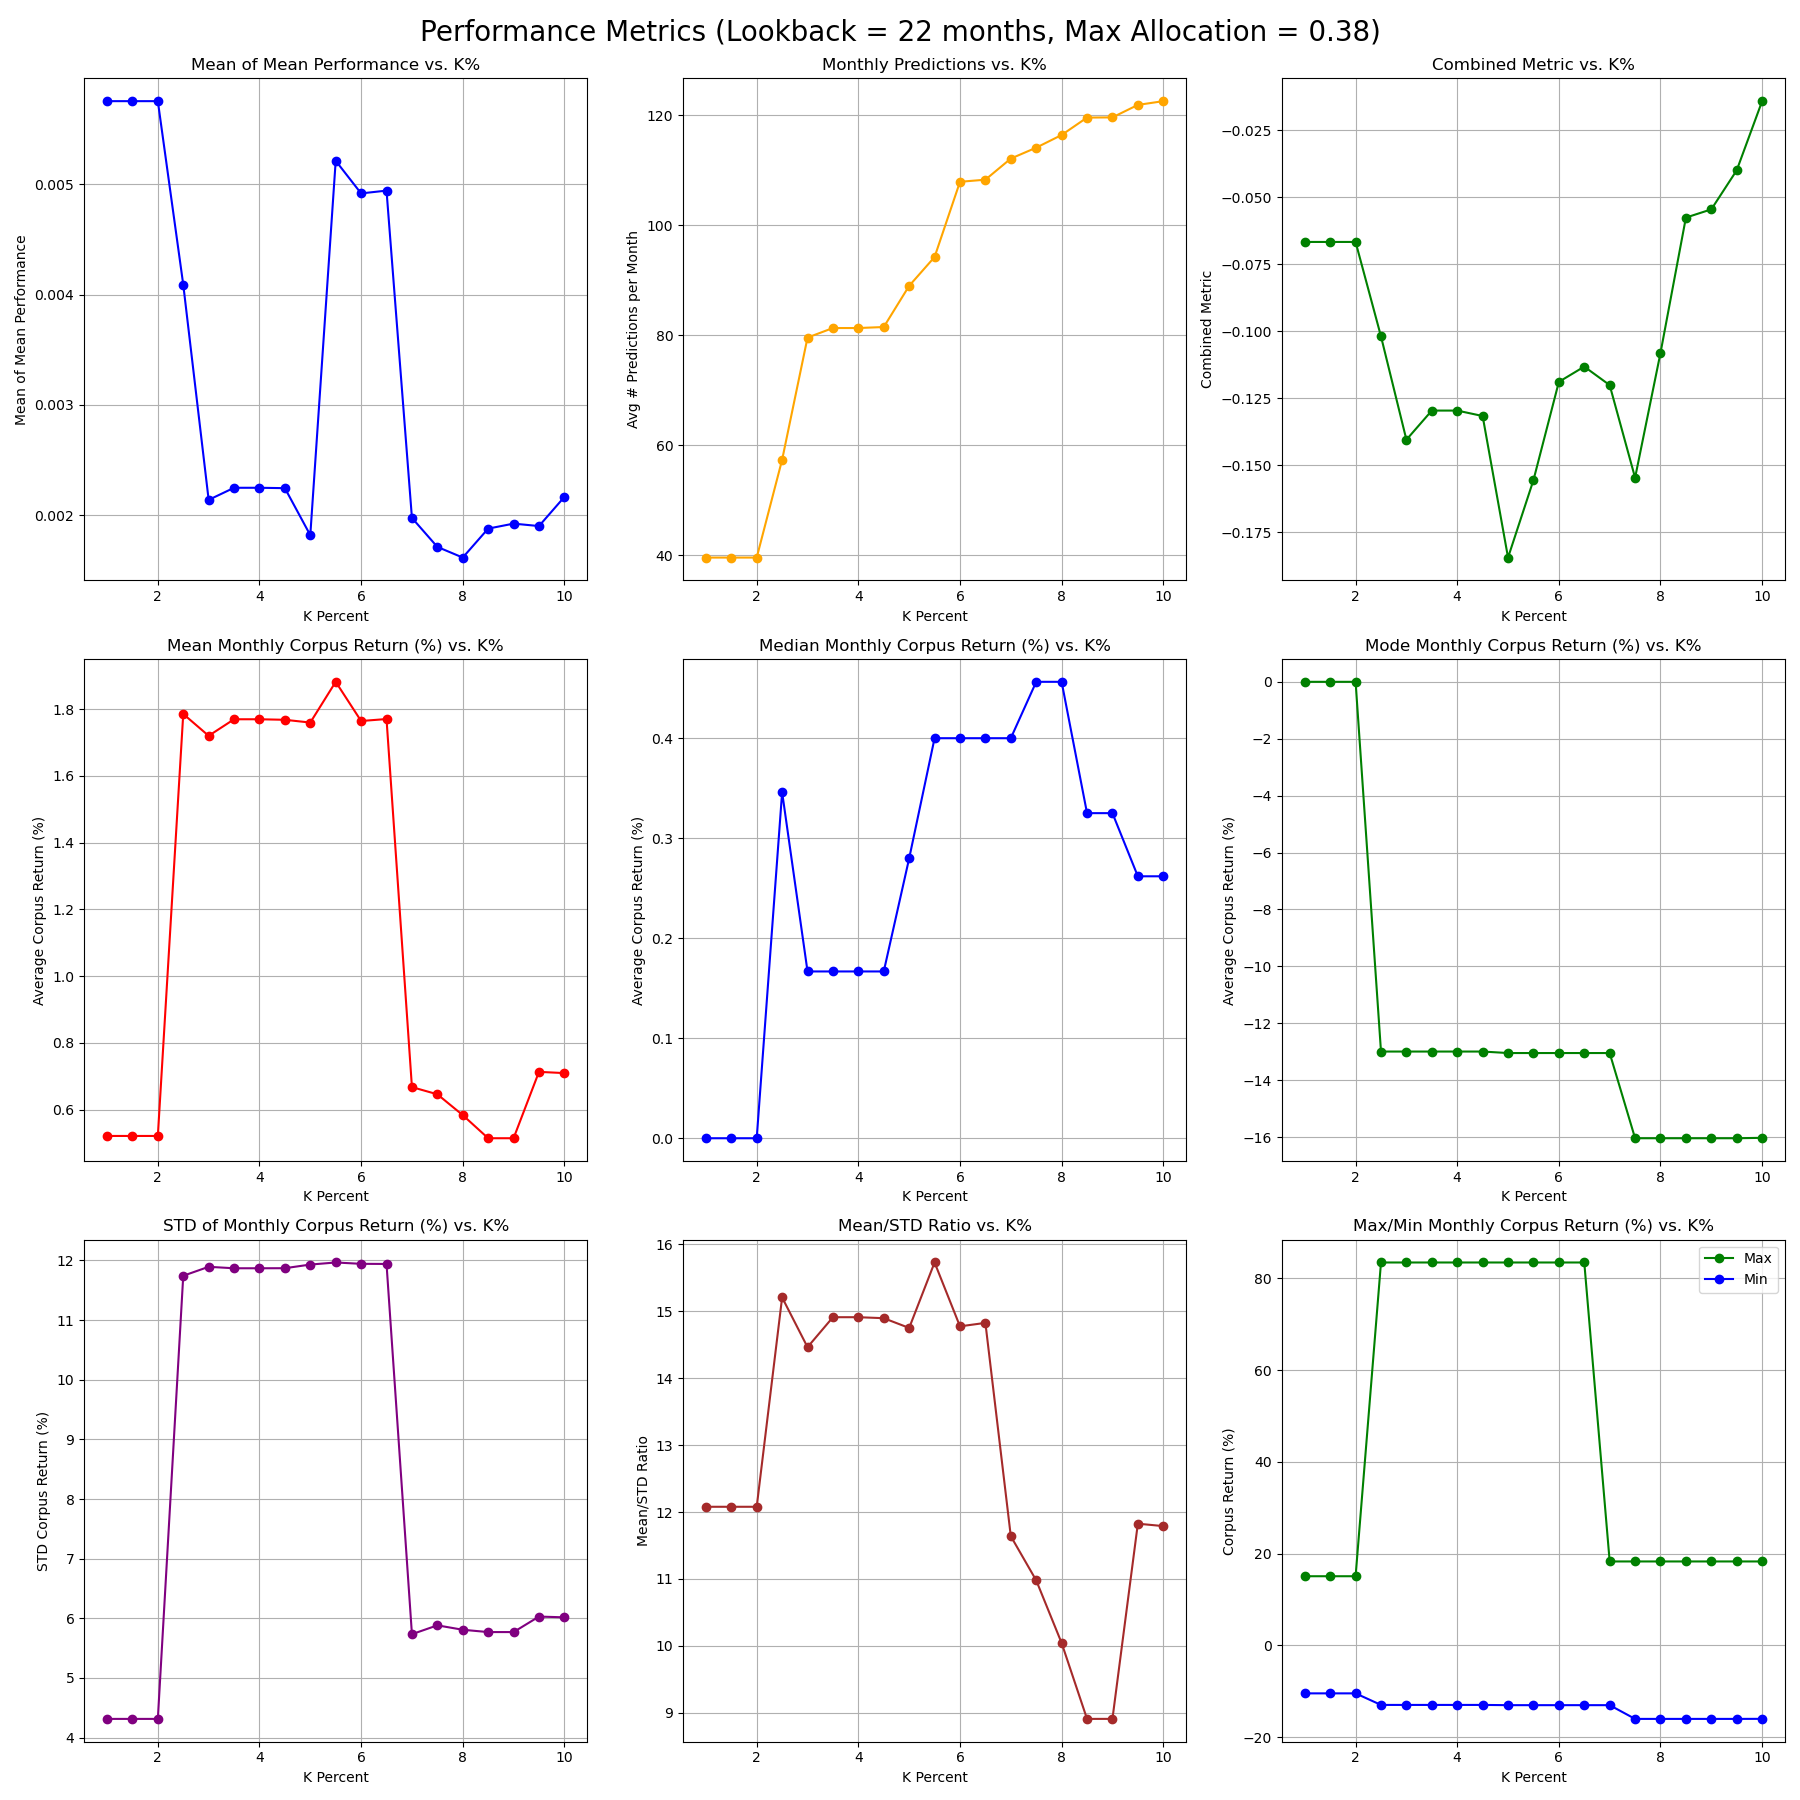 Performance Metrics (Lookback = 22 months, Max Allocation = 0.38)
Mean of Mean Performance vs. K%
Mean of Mean Performance
0.005
0.004
0.003
0.002
2 4 6 8 10
K Percent
Monthly Predictions vs. K%
Avg # Predictions per Month
120
100
80
60
40
2 4 6 8 10
K Percent
Combined Metric vs. K%
Combined Metric
−0.025
−0.050
−0.075
−0.100
−0.125
−0.150
−0.175
2 4 6 8 10
K Percent
Mean Monthly Corpus Return (%) vs. K%
Average Corpus Return (%)
1.8
1.6
1.4
1.2
1.0
0.8
0.6
2 4 6 8 10
K Percent
Median Monthly Corpus Return (%) vs. K%
Average Corpus Return (%)
0.4
0.3
0.2
0.1
0.0
2 4 6 8 10
K Percent
Mode Monthly Corpus Return (%) vs. K%
Average Corpus Return (%)
0
−2
−4
−6
−8
−10
−12
−14
−16
2 4 6 8 10
K Percent
STD of Monthly Corpus Return (%) vs. K%
STD Corpus Return (%)
12
11
10
9
8
7
6
5
4
2 4 6 8 10
K Percent
Mean/STD Ratio vs. K%
Mean/STD Ratio
16
15
14
13
12
11
10
9
2 4 6 8 10
K Percent
Max/Min Monthly Corpus Return (%) vs. K%
Corpus Return (%)
Max
Min
80
60
40
20
0
−20
2 4 6 8 10
K Percent